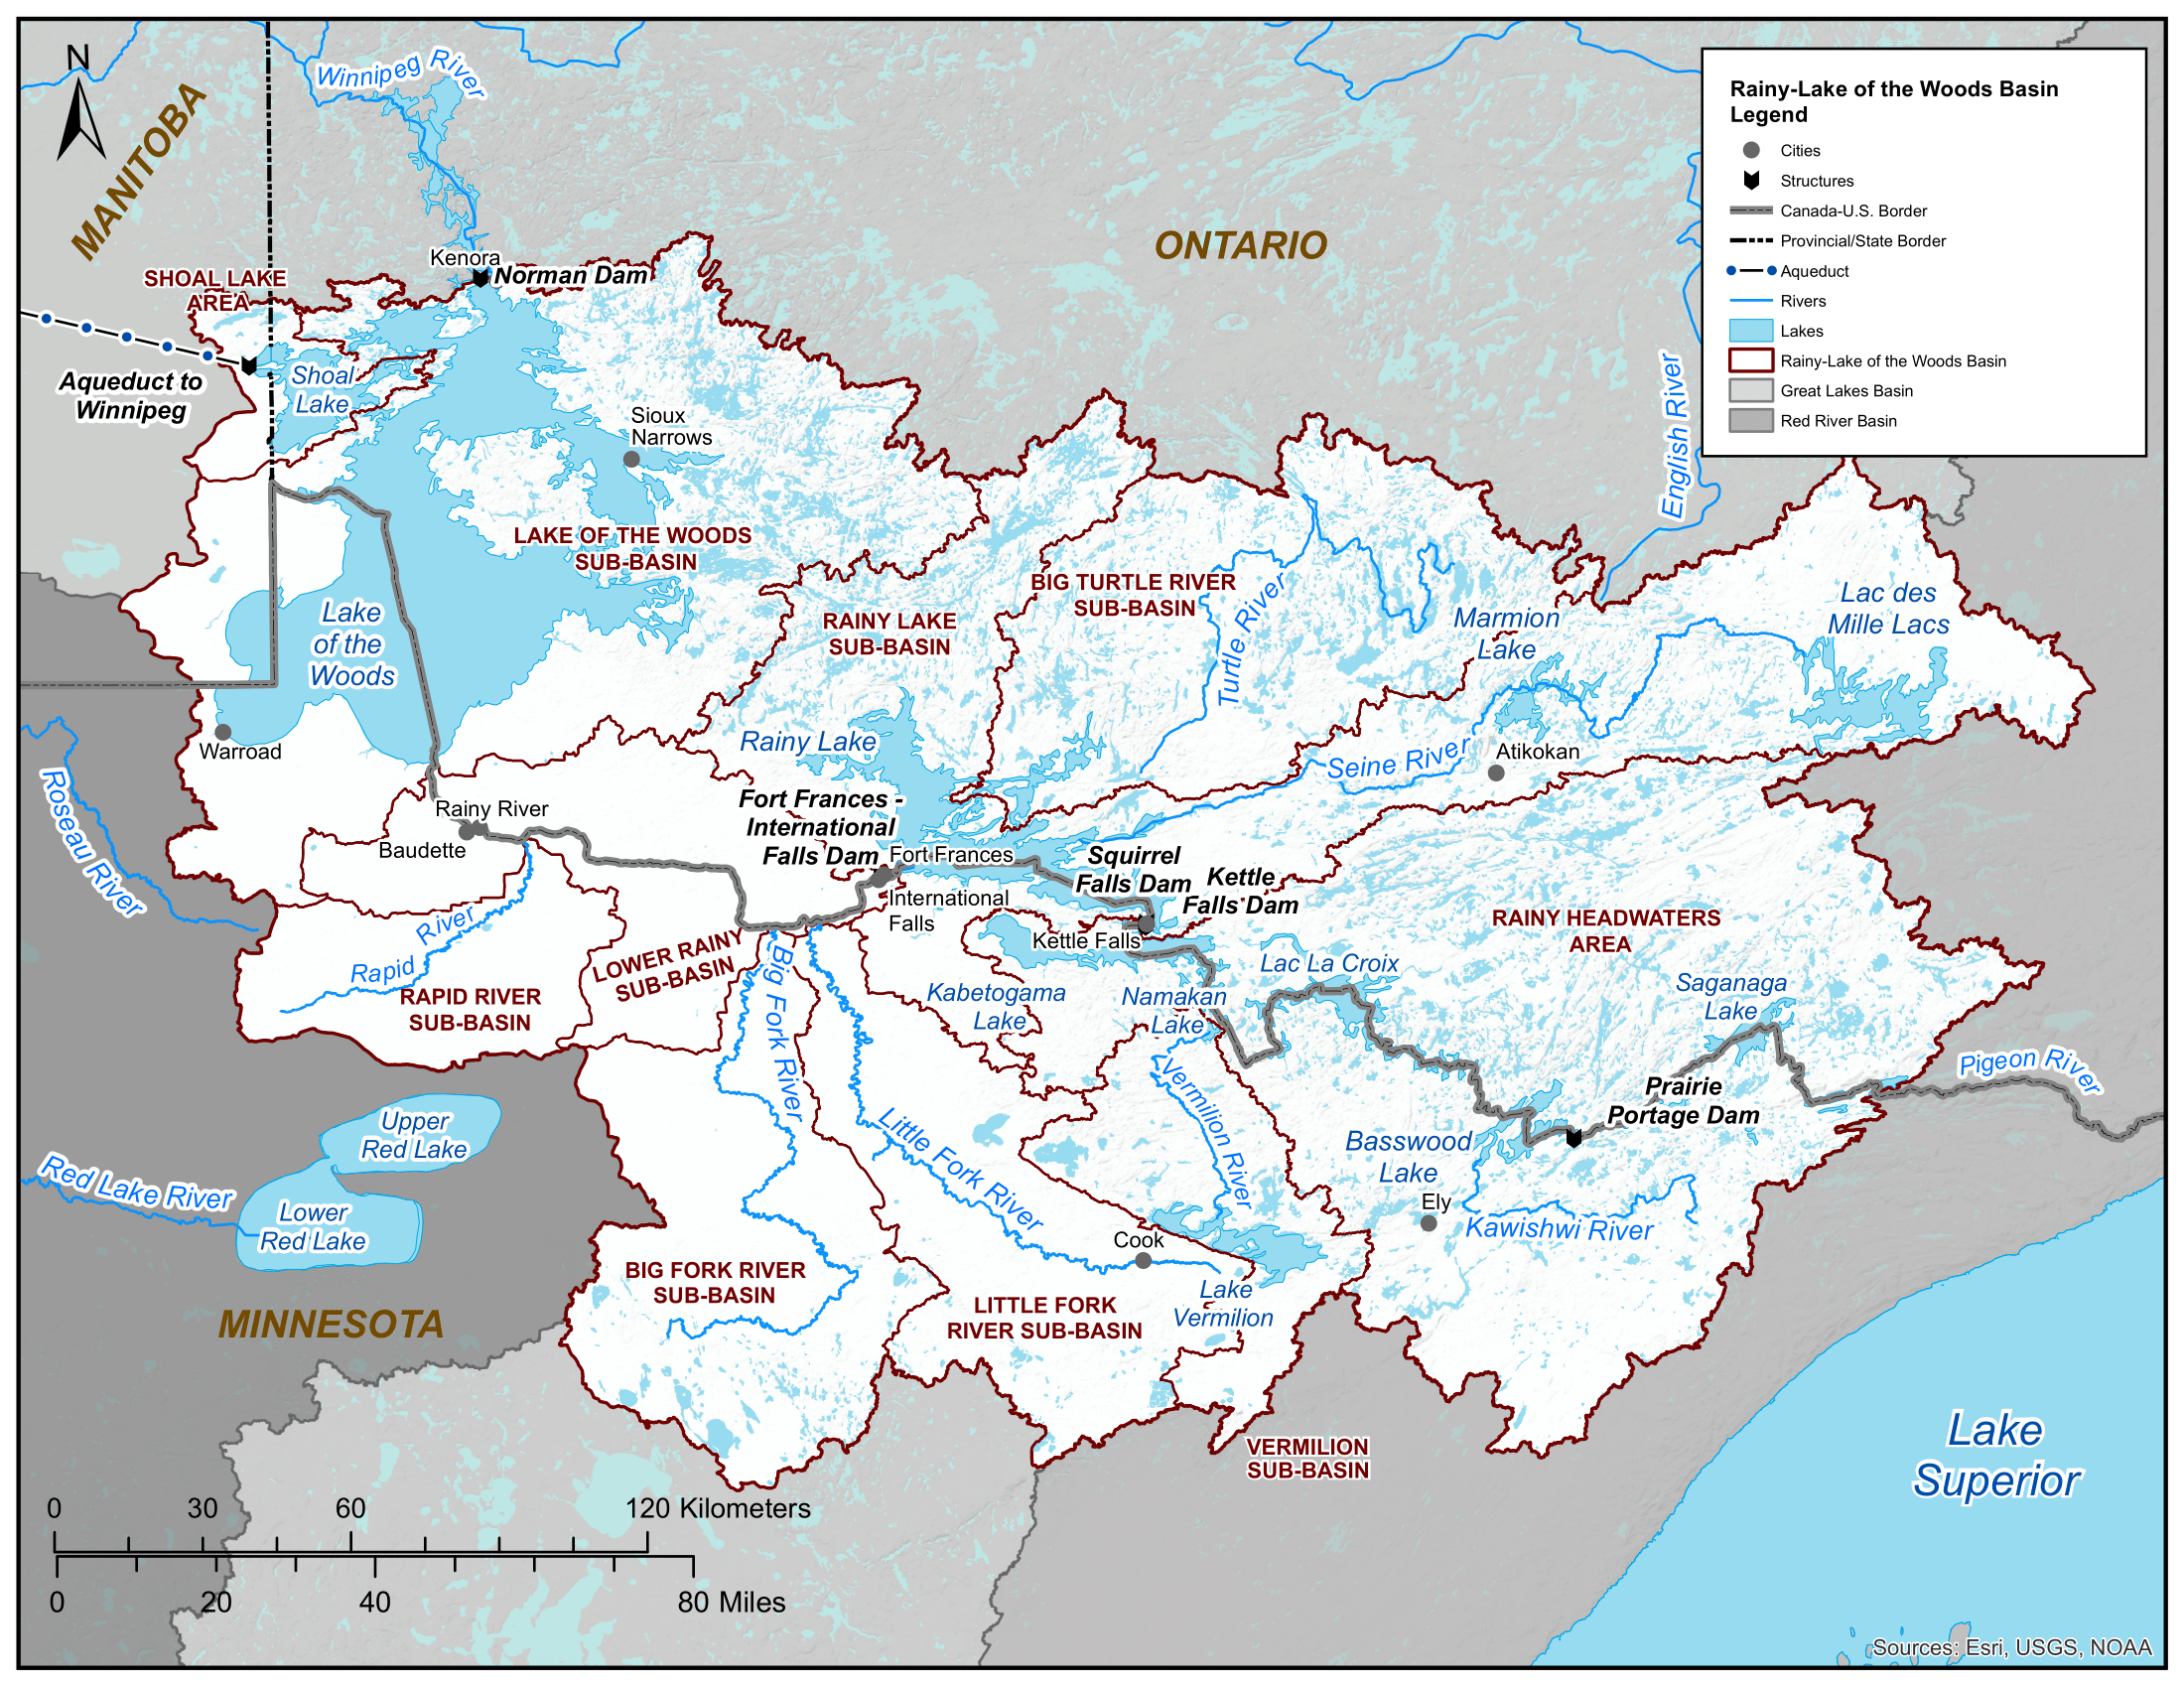 N
MANITOBA
Winnipeg River
ONTARIO
Rainy-Lake of the Woods Basin
Legend
Cities
Structures
Canada-U.S. Border
Provincial/State Border
Aqueduct
Rivers
Lakes
Rainy-Lake of the Woods Basin
Great Lakes Basin
Red River Basin
Kenora
Norman Dam
SHOAL LAKE
AREA
Aqueduct to
Winnipeg
Shoal
Lake
Sioux
Narrows
English River
LAKE OF THE WOODS
SUB-BASIN
Lake
of the
Woods
RAINY LAKE
SUB-BASIN
BIG TURTLE RIVER
SUB-BASIN
Turtle River
Marmion
Lake
Lac des
Mille Lacs
Warroad
Rainy Lake
Seine River
Atikokan
Roseau River
Rainy River
Baudette
Fort Frances -
International
Falls Dam
Fort Frances
International
Falls
Squirrel
Falls Dam
Kettle
Falls Dam
Kettle Falls
RAINY HEADWATERS
AREA
Rapid River
RAPID RIVER
SUB-BASIN
LOWER RAINY
SUB-BASIN
Big Fork River
Kabetogama
Lake
Namakan
Lake
Lac La Croix
Saganaga
Lake
Pigeon River
Prairie
Portage Dam
Upper
Red Lake
Lower
Red Lake
Red Lake River
Little Fork River
Vermilion River
Basswood
Lake
Ely
Kawishwi River
Cook
Lake
Vermilion
MINNESOTA
BIG FORK RIVER
SUB-BASIN
LITTLE FORK
RIVER SUB-BASIN
VERMILION
SUB-BASIN
Lake
Superior
0 30 60 120 Kilometers
0 20 40 80 Miles
Sources: Esri, USGS, NOAA